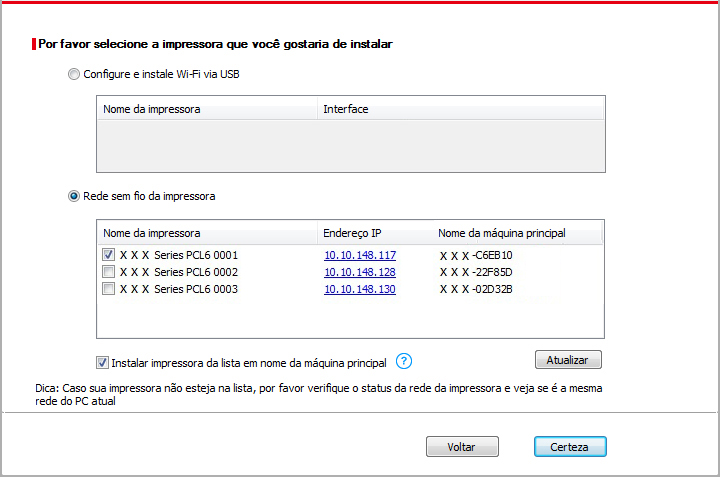 Por favor selecione a impressora que você gostaria de instalar
Configure e instale Wi-Fi via USB
Nome da impressora Interface
Rede sem fio da impressora
Nome da impressora Endereço IP Nome da máquina principal
X X X Series PCL6 0001 10.10.148.117 X X X -C6EB10
X X X Series PCL6 0002 10.10.148.128 X X X -22F85D
X X X Series PCL6 0003 10.10.148.130 X X X -02D32B
Instalar impressora da lista em nome da máquina principal ? Atualizar
Dica: Caso sua impressora não esteja na lista, por favor verifique o status da rede da impressora e veja se é a mesma
rede do PC atual
Voltar Certeza